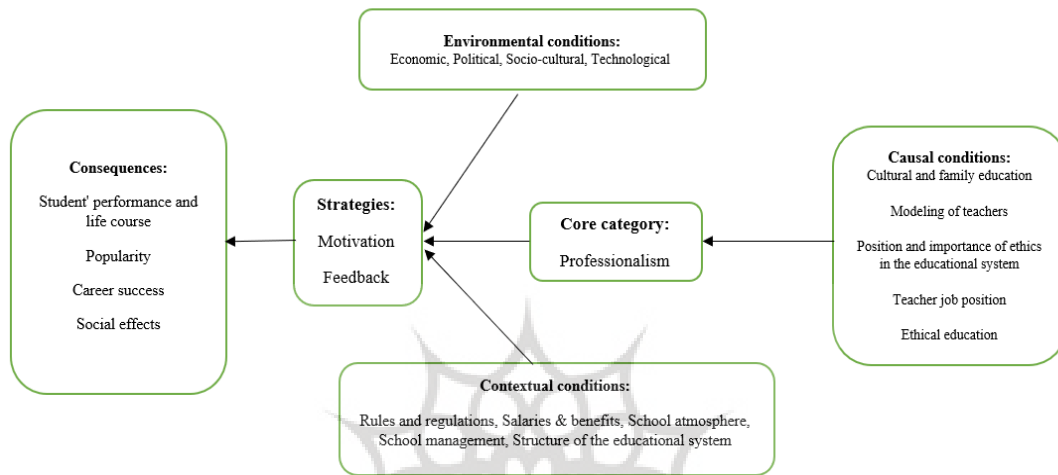 Environmental conditions:
Economic, Political, Socio-cultural, Technological
Consequences:
Student' performance and
life course
Popularity
Career success
Social effects
Strategies:
Motivation
Feedback
Core category:
Professionalism
Causal conditions:
Cultural and family education
Modeling of teachers
Position and importance of ethics
in the educational system
Teacher job position
Ethical education
Contextual conditions:
Rules and regulations, Salaries & benefits, School atmosphere,
School management, Structure of the educational system